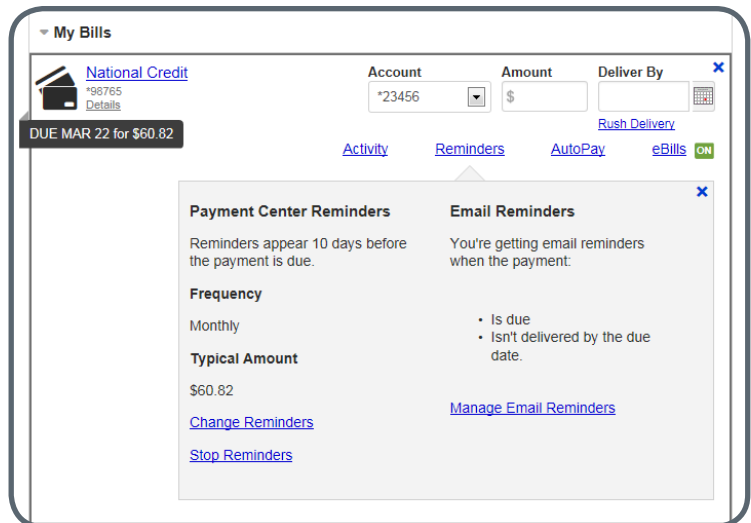 My Bills
National Credit
*98765
Details
DUE MAR 22 for $60.82
Account
*23456
Amount
$
Deliver By
Rush Delivery
Activity
Reminders
AutoPay
eBills ON
Payment Center Reminders
Reminders appear 10 days before
the payment is due.
Frequency
Monthly
Typical Amount
$60.82
Change Reminders
Stop Reminders
Email Reminders
You're getting email reminders
when the payment:
• Is due
• Isn't delivered by the due
date.
Manage Email Reminders